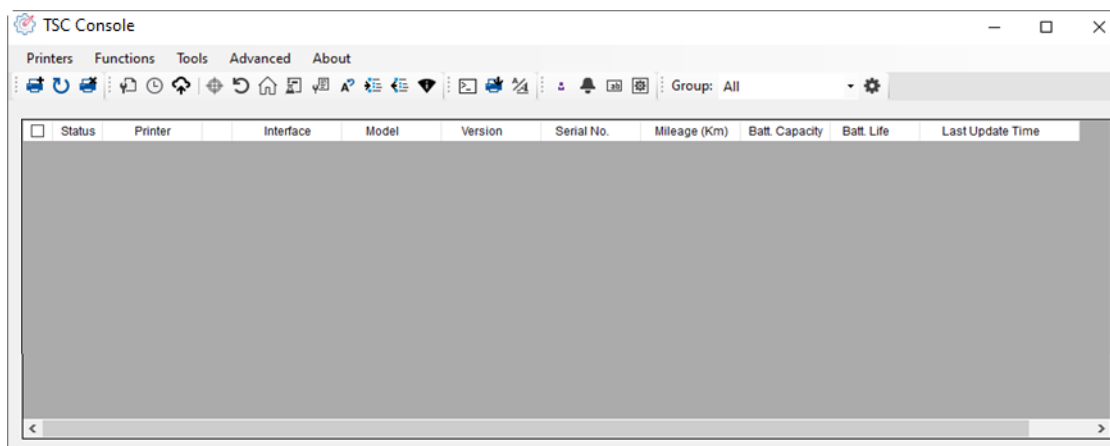 TSC Console
Printers Functions Tools Advanced About
Group: All
Status Printer Interface Model Version Serial No. Mileage (Km) Batt. Capacity Batt. Life Last Update Time